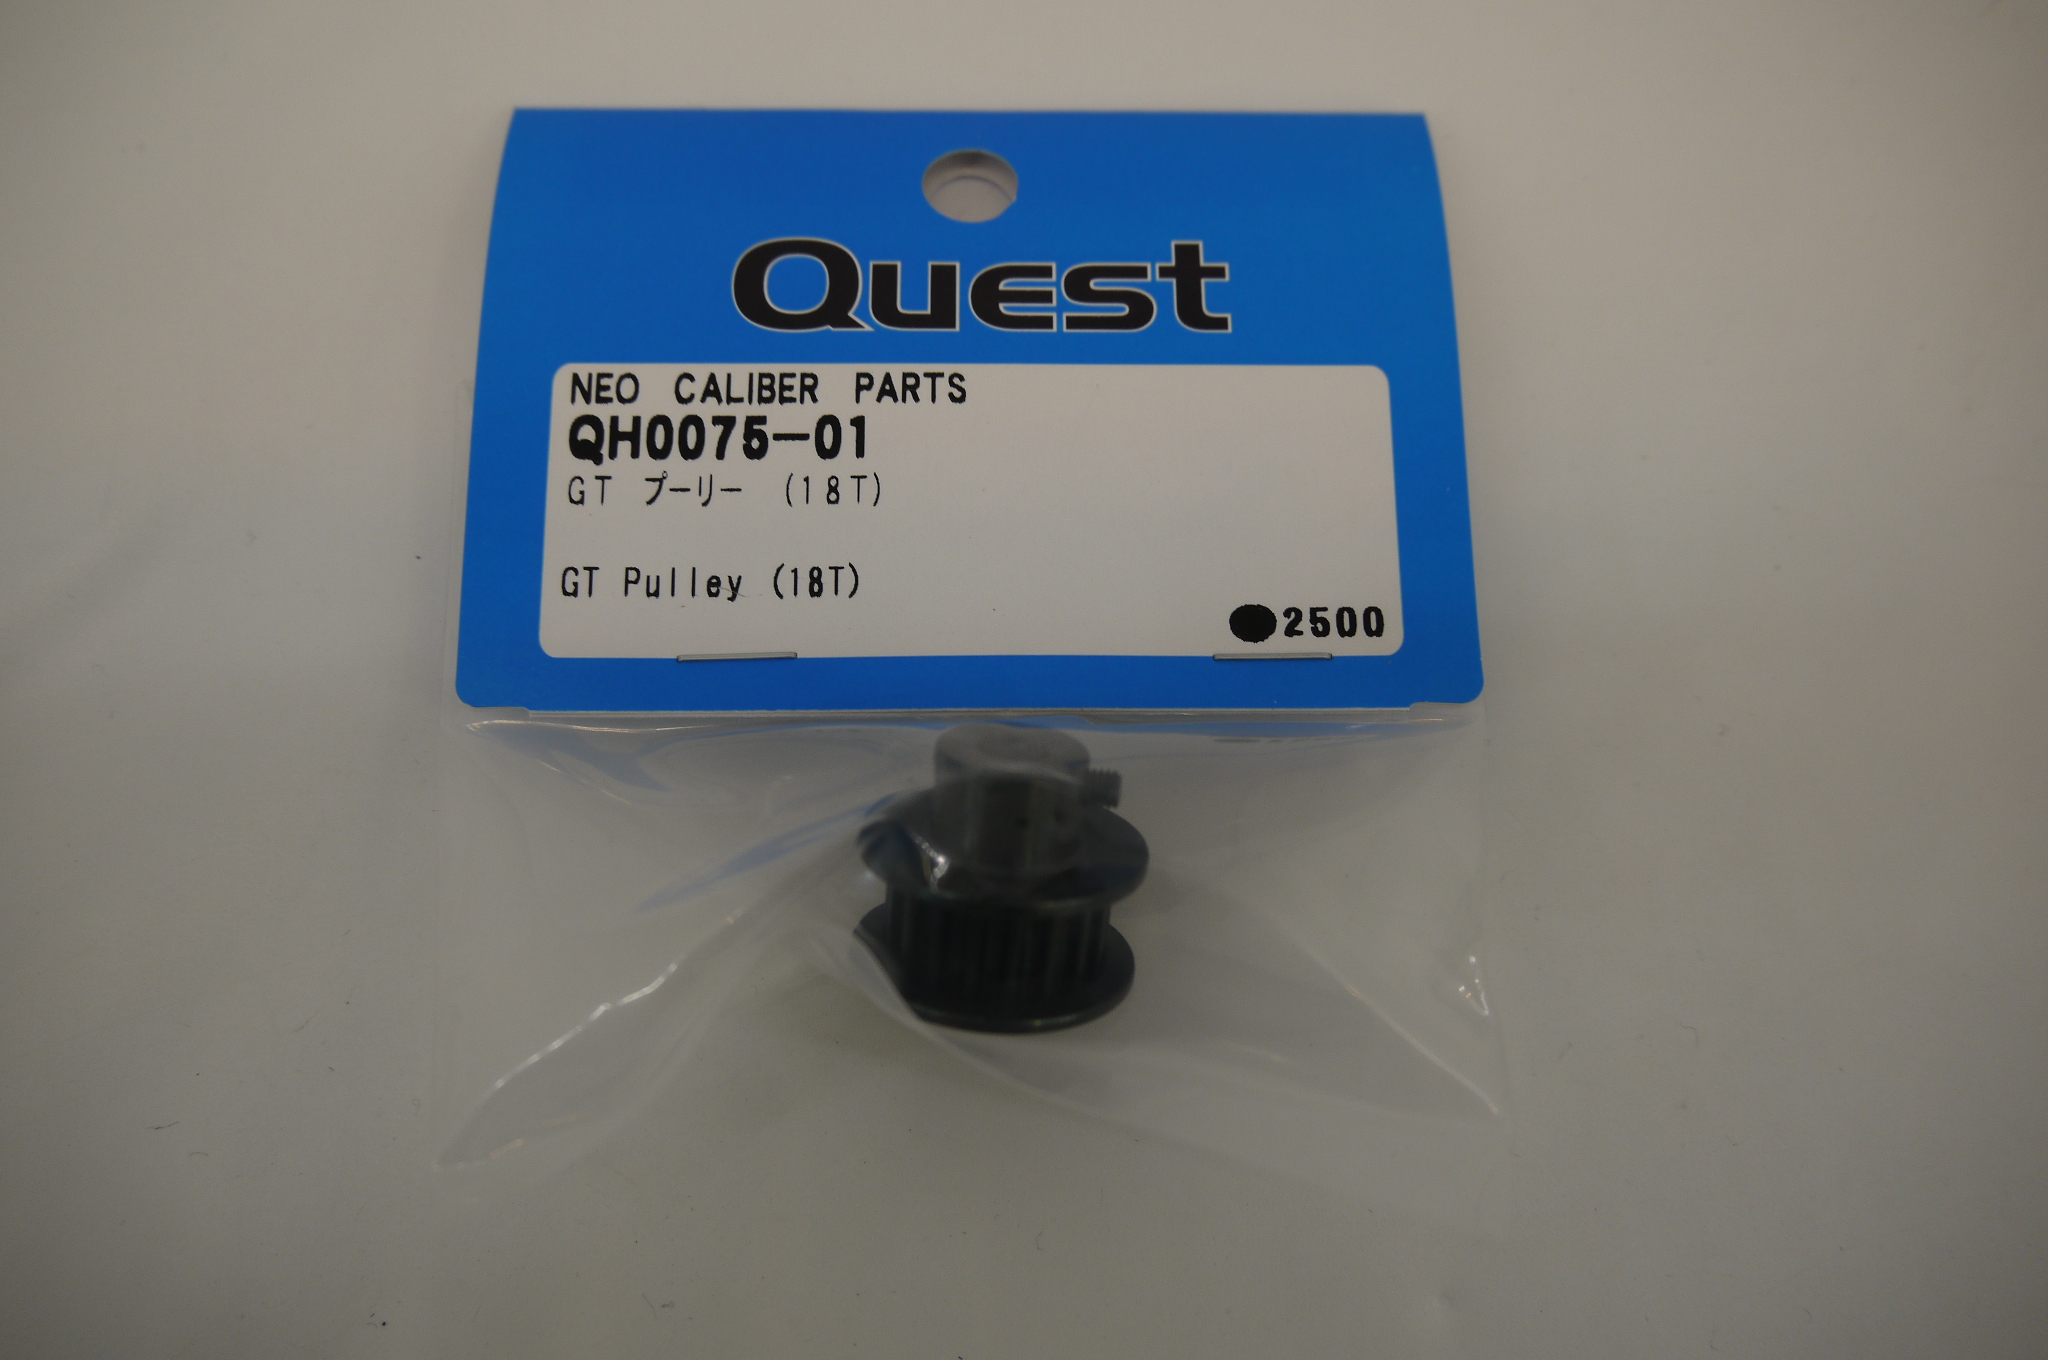 Quest
NEO CALIBER PARTS
QH0075-01
GT プーリー (18T)
GT Pulley (18T)
●2500